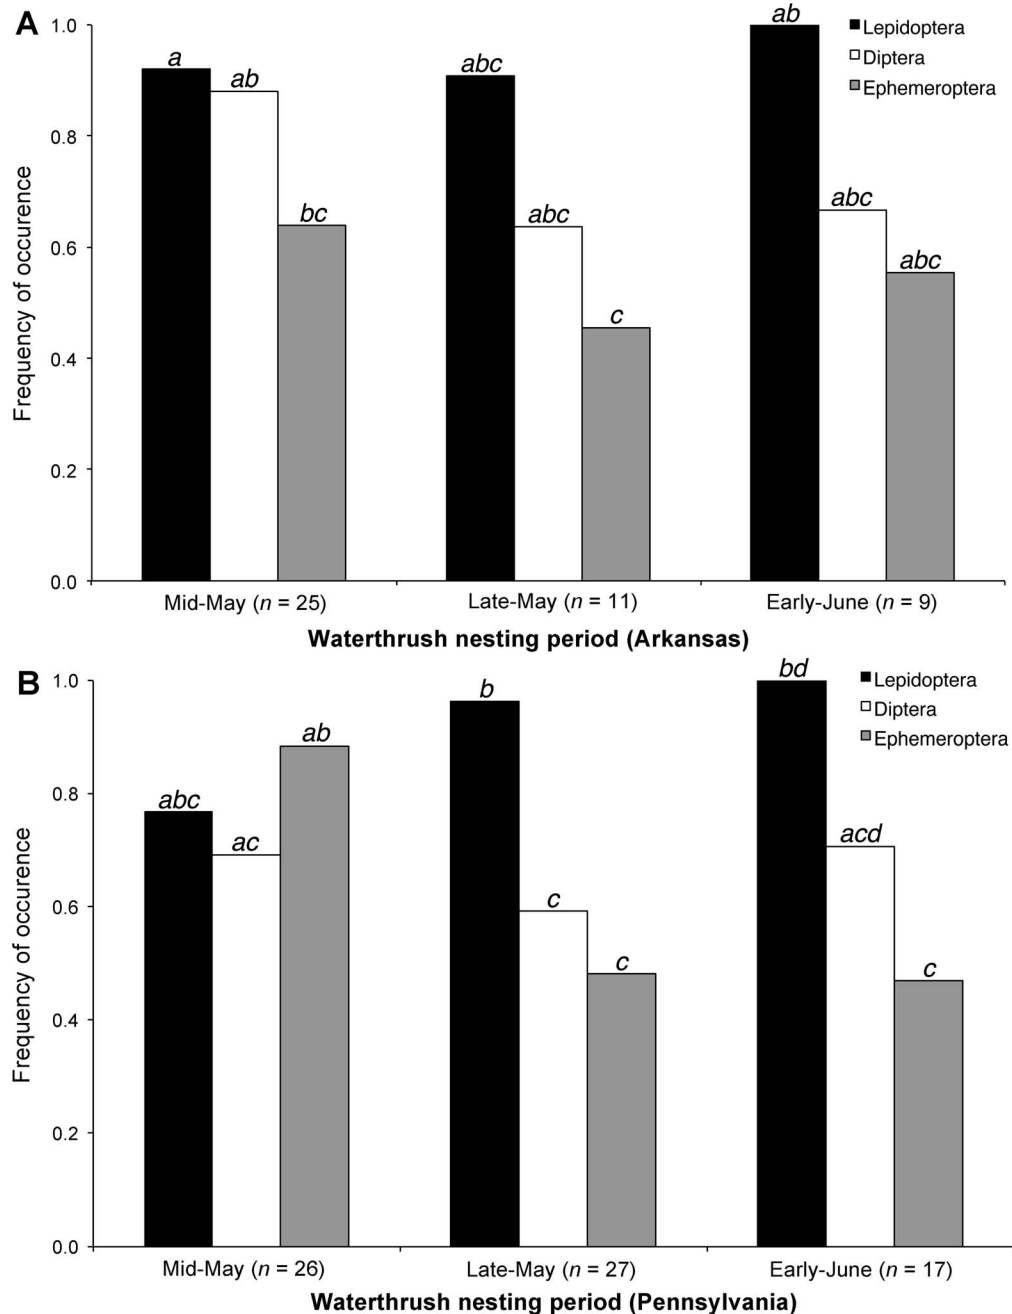 A
1.0
0.8
0.6
0.4
0.2
0.0
Frequency of occurence
a
ab
bc
abc
abc
c
ab
abc
abc
Lepidoptera
Diptera
Ephemeroptera
Mid-May (n = 25)
Late-May (n = 11)
Early-June (n = 9)
Waterthrush nesting period (Arkansas)
B
1.0
0.8
0.6
0.4
0.2
0.0
Frequency of occurence
abc
ac
ab
b
c
c
bd
acd
c
Lepidoptera
Diptera
Ephemeroptera
Mid-May (n = 26)
Late-May (n = 27)
Early-June (n = 17)
Waterthrush nesting period (Pennsylvania)